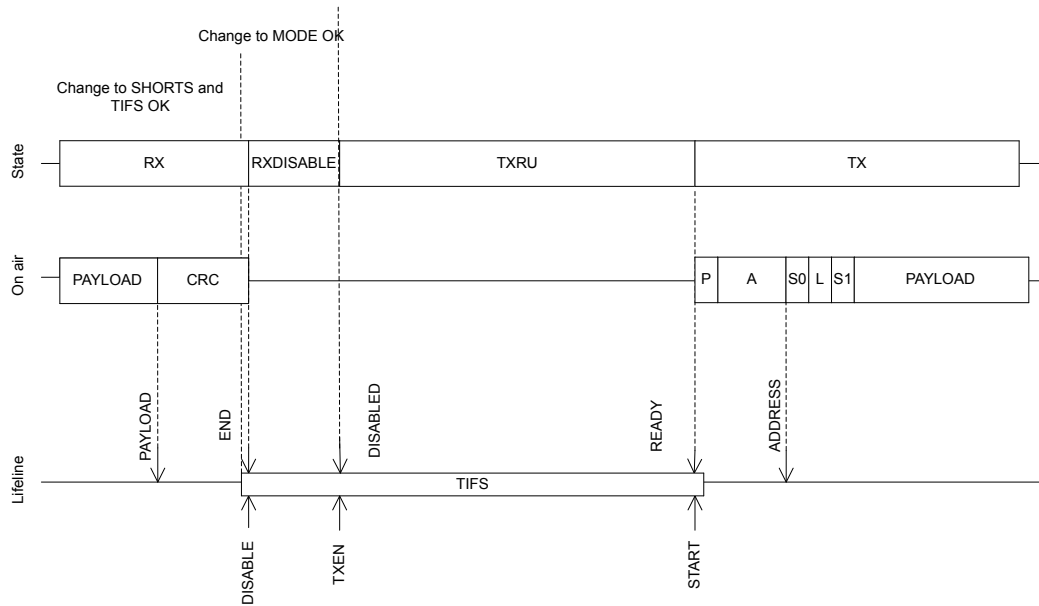 Change to MODE OK
Change to SHORTS and
TIFS OK
State
RX
RXDISABLE
TXRU
TX
On air
PAYLOAD
CRC
P
A
S0
L
S1
PAYLOAD
PAYLOAD
END
DISABLED
READY
ADDRESS
Lifeline
TIFS
DISABLE
TXEN
START